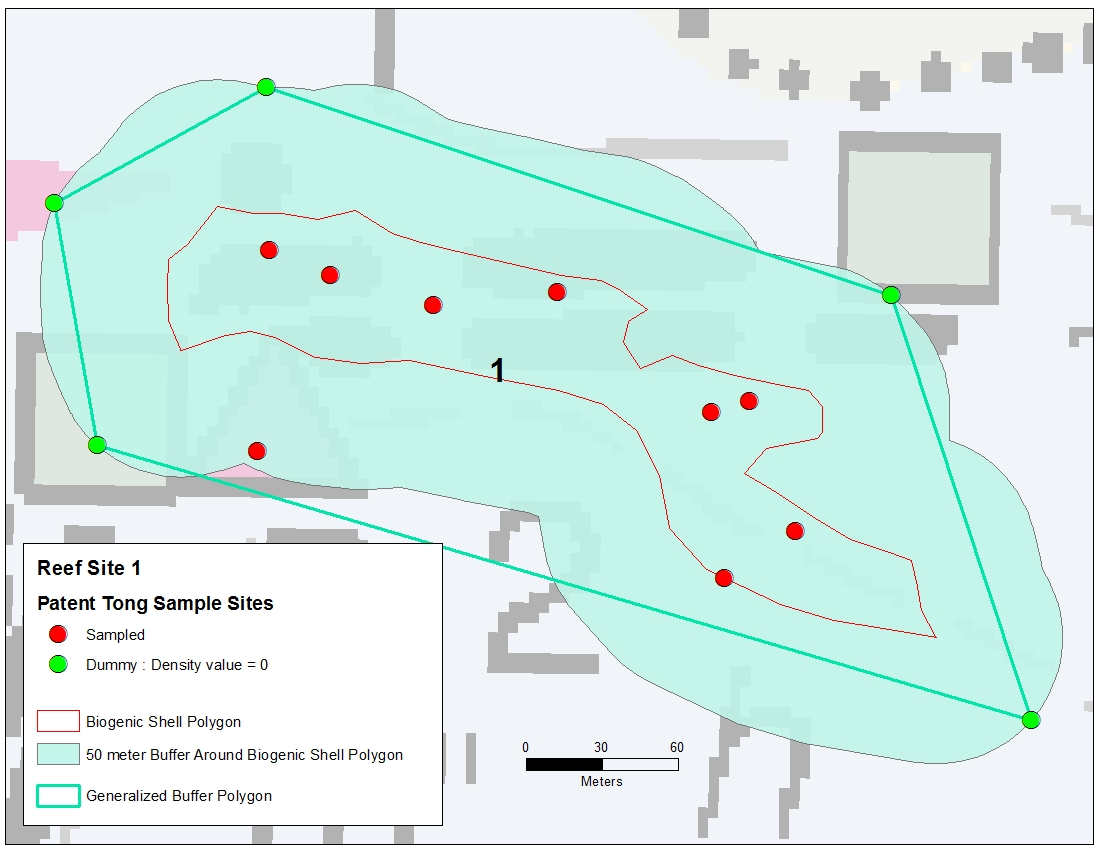 1
Reef Site 1
Patent Tong Sample Sites
Sampled
Dummy : Density value = 0
Biogenic Shell Polygon
50 meter Buffer Around Biogenic Shell Polygon
Generalized Buffer Polygon
0 30 60
Meters